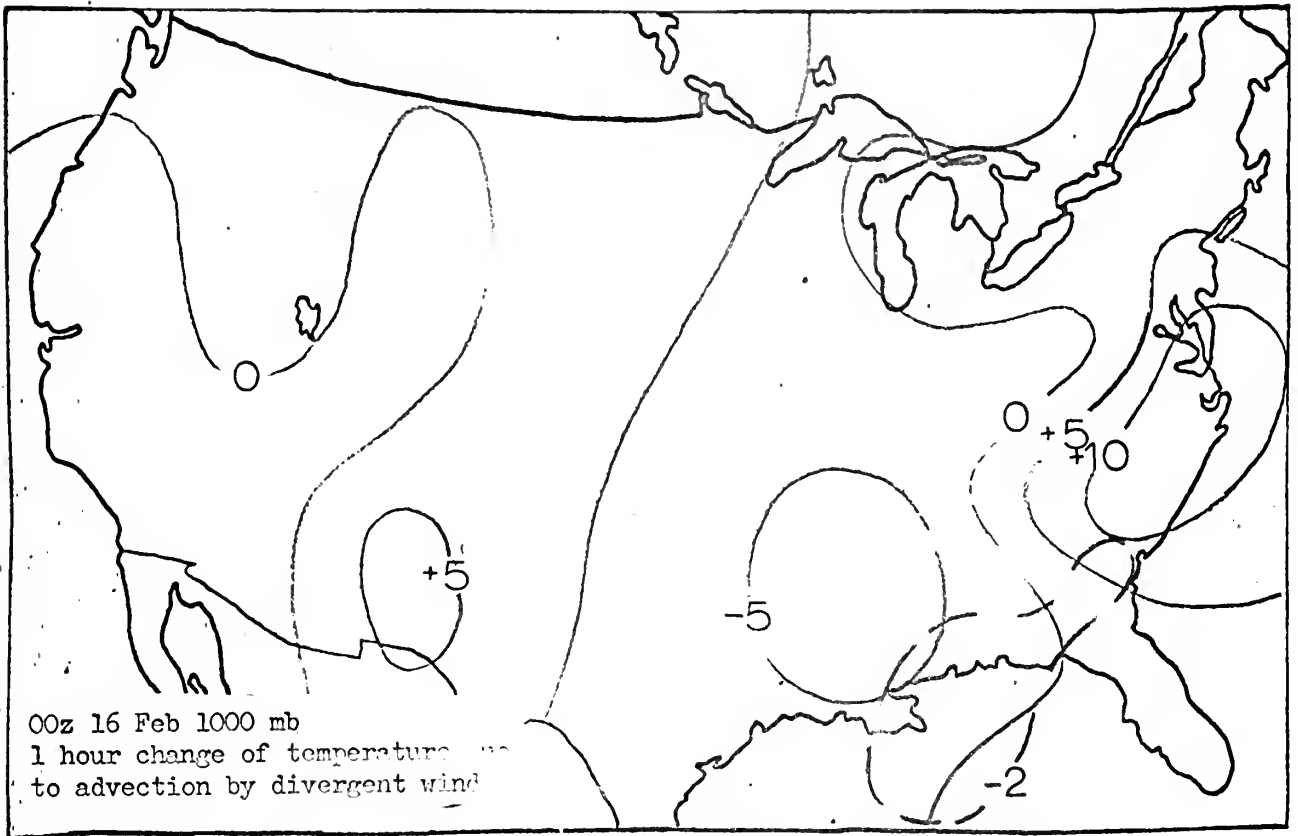 0
0
+5
+10
+5
-5
-2
00z 16 Feb 1000 mb
1 hour change of temperature
to advection by divergent wind